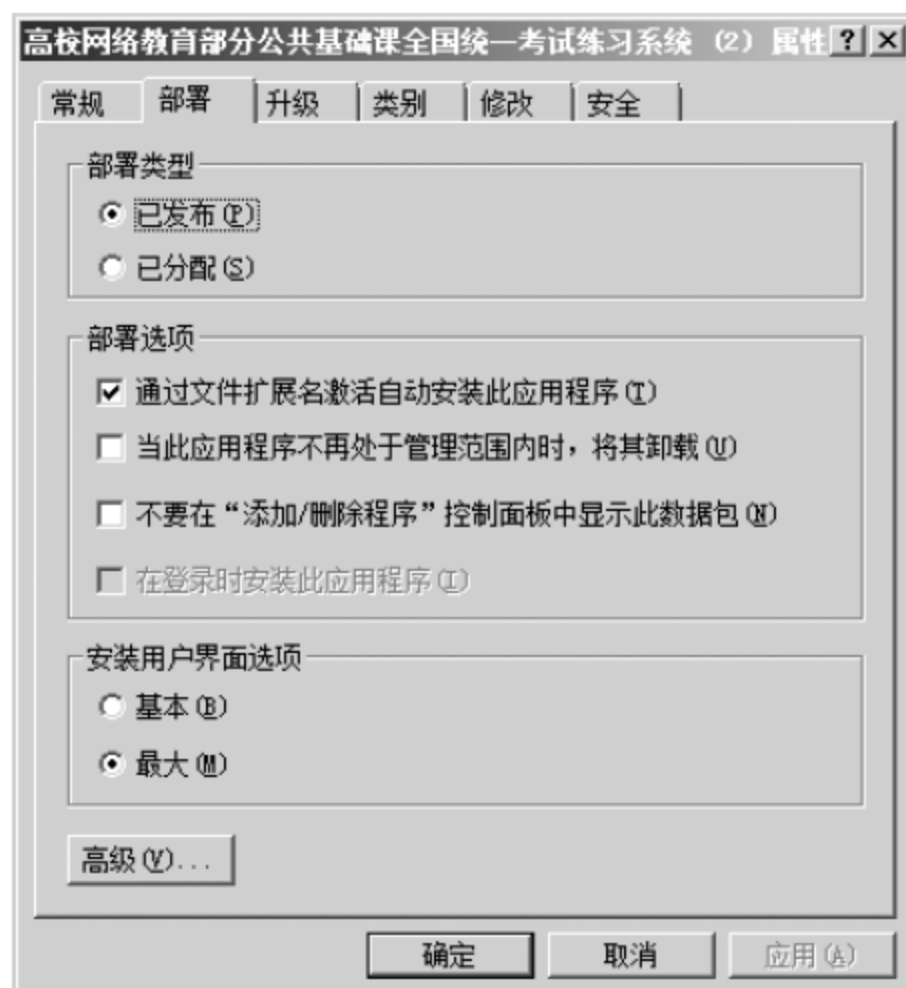 高校网络教育部分公共基础课全国统一考试练习系统 (2) 属性
常规 部署 升级 类别 修改 安全
部署类型
已发布(P)
已分配(S)
部署选项
通过文件扩展名激活自动安装此应用程序(T)
当此应用程序不再处于管理范围内时，将其卸载(U)
不要在“添加/删除程序”控制面板中显示此数据包(N)
在登录时安装此应用程序(I)
安装用户界面选项
基本(B)
最大(M)
高级(V)...
确定 取消 应用(A)